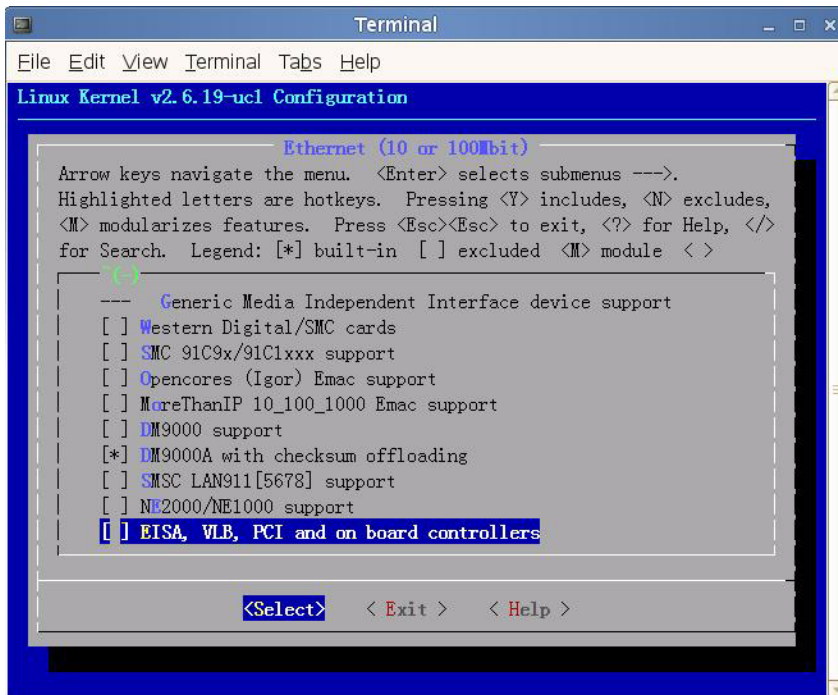 Terminal
File Edit View Terminal Tabs Help
Linux Kernel v2.6.19-uc1 Configuration
Ethernet (10 or 100Mbit)
Arrow keys navigate the menu. <Enter> selects submenus --->.
Highlighted letters are hotkeys. Pressing <Y> includes, <N> excludes,
<M> modularizes features. Press <Esc><Esc> to exit, <?> for Help, </>
for Search. Legend: [*] built-in [ ] excluded <M> module < >
^(-)
--- Generic Media Independent Interface device support
[ ] Western Digital/SMC cards
[ ] SMC 91C9x/91C1xxx support
[ ] Opencores (Igor) Emac support
[ ] MoreThanIP 10_100_1000 Emac support
[ ] DM9000 support
[*] DM9000A with checksum offloading
[ ] SMSC LAN911[5678] support
[ ] NE2000/NE1000 support
[ ] EISA, VLB, PCI and on board controllers
<Select> < Exit > < Help >